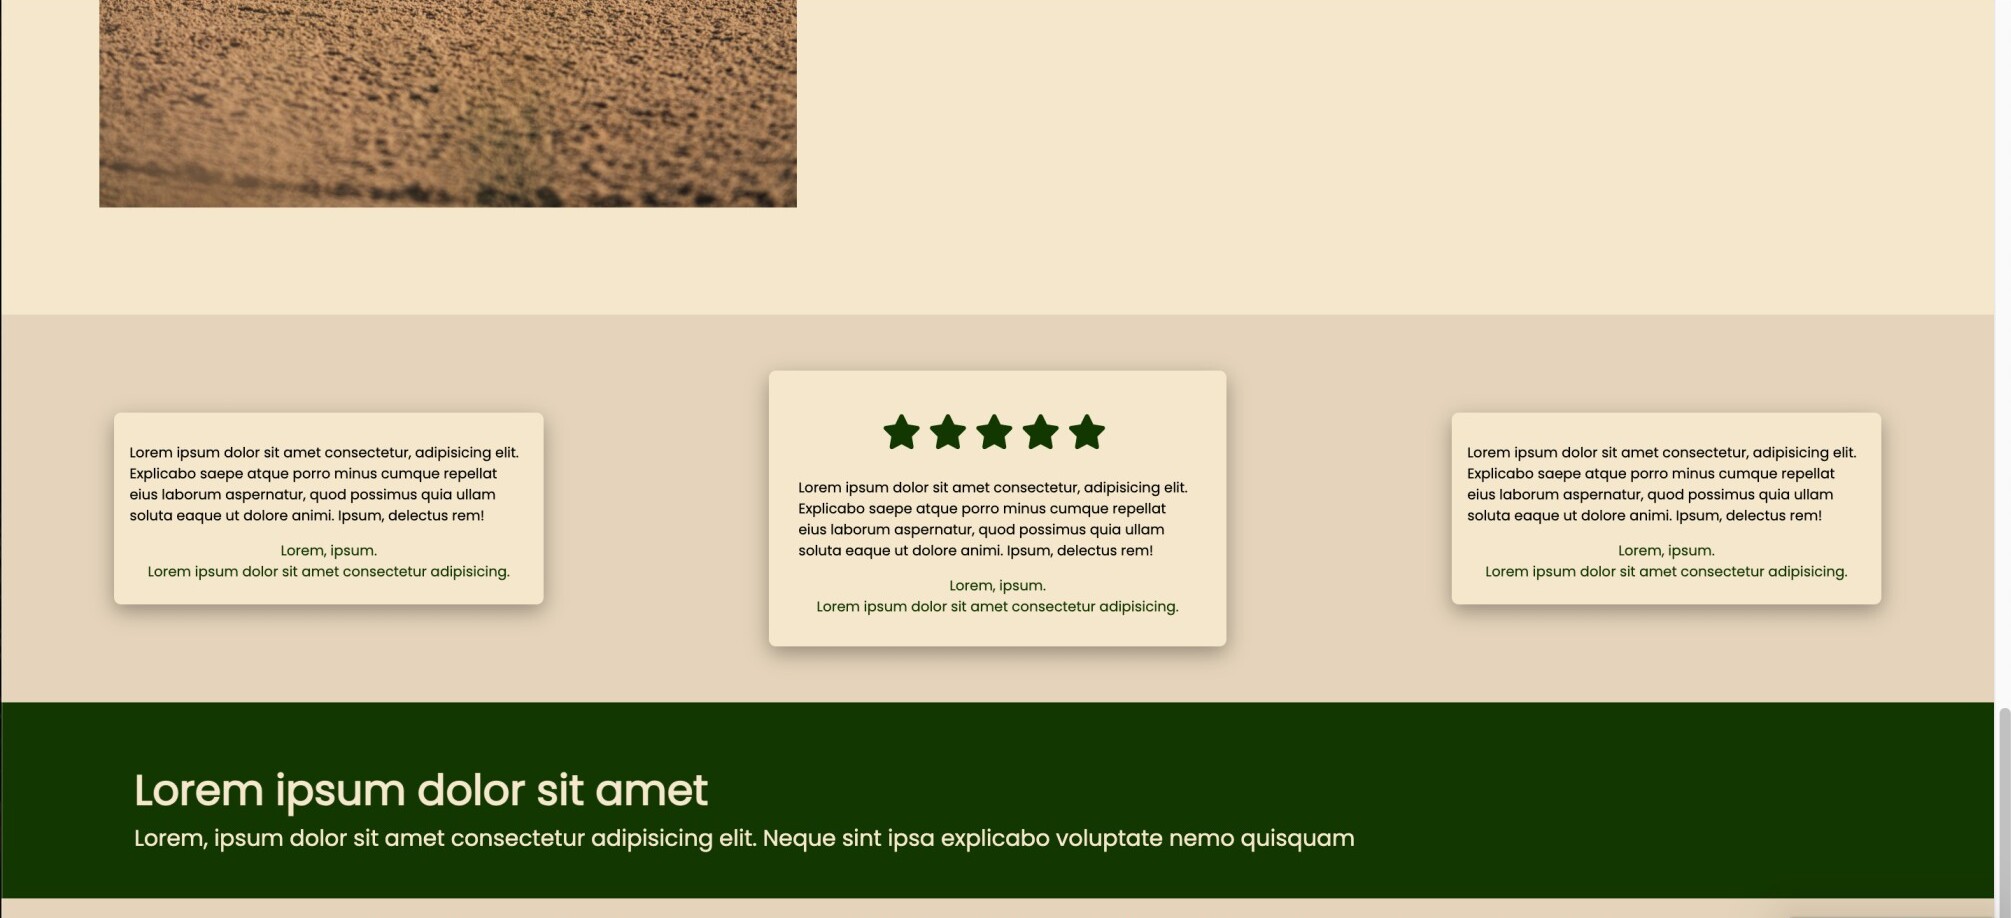 Lorem ipsum dolor sit amet consectetur, adipisicing elit.
Explicabo saepe atque porro minus cumque repellat
eius laborum aspernatur, quod possimus quia ullam
soluta eaque ut dolore animi. Ipsum, delectus rem!
Lorem, ipsum.
Lorem ipsum dolor sit amet consectetur adipisicing.
Lorem ipsum dolor sit amet consectetur, adipisicing elit.
Explicabo saepe atque porro minus cumque repellat
eius laborum aspernatur, quod possimus quia ullam
soluta eaque ut dolore animi. Ipsum, delectus rem!
Lorem, ipsum.
Lorem ipsum dolor sit amet consectetur adipisicing.
Lorem ipsum dolor sit amet consectetur, adipisicing elit.
Explicabo saepe atque porro minus cumque repellat
eius laborum aspernatur, quod possimus quia ullam
soluta eaque ut dolore animi. Ipsum, delectus rem!
Lorem, ipsum.
Lorem ipsum dolor sit amet consectetur adipisicing.
Lorem ipsum dolor sit amet
Lorem, ipsum dolor sit amet consectetur adipisicing elit. Neque sint ipsa explicabo voluptate nemo quisquam